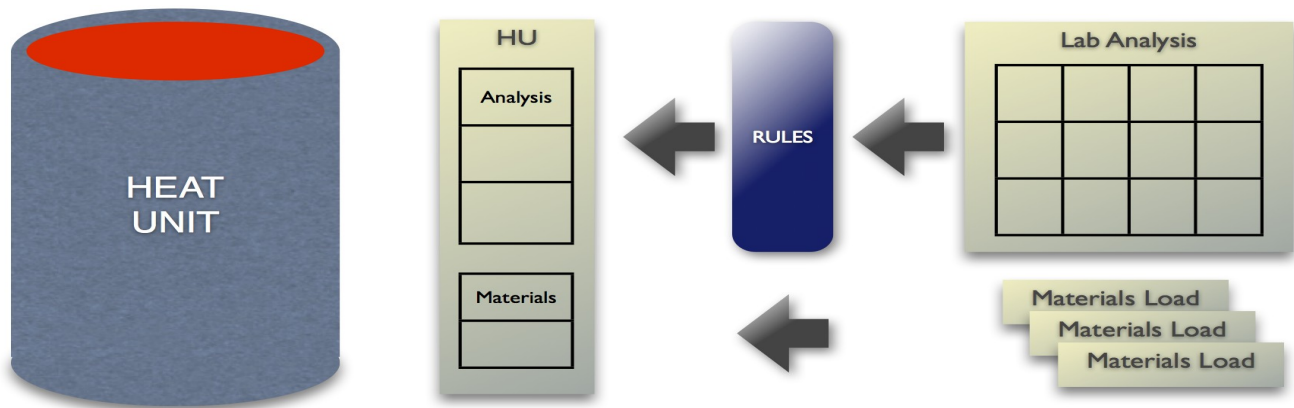 HEAT
UNIT
HU
Analysis
Materials
RULES
Lab Analysis
Materials Load
Materials Load
Materials Load